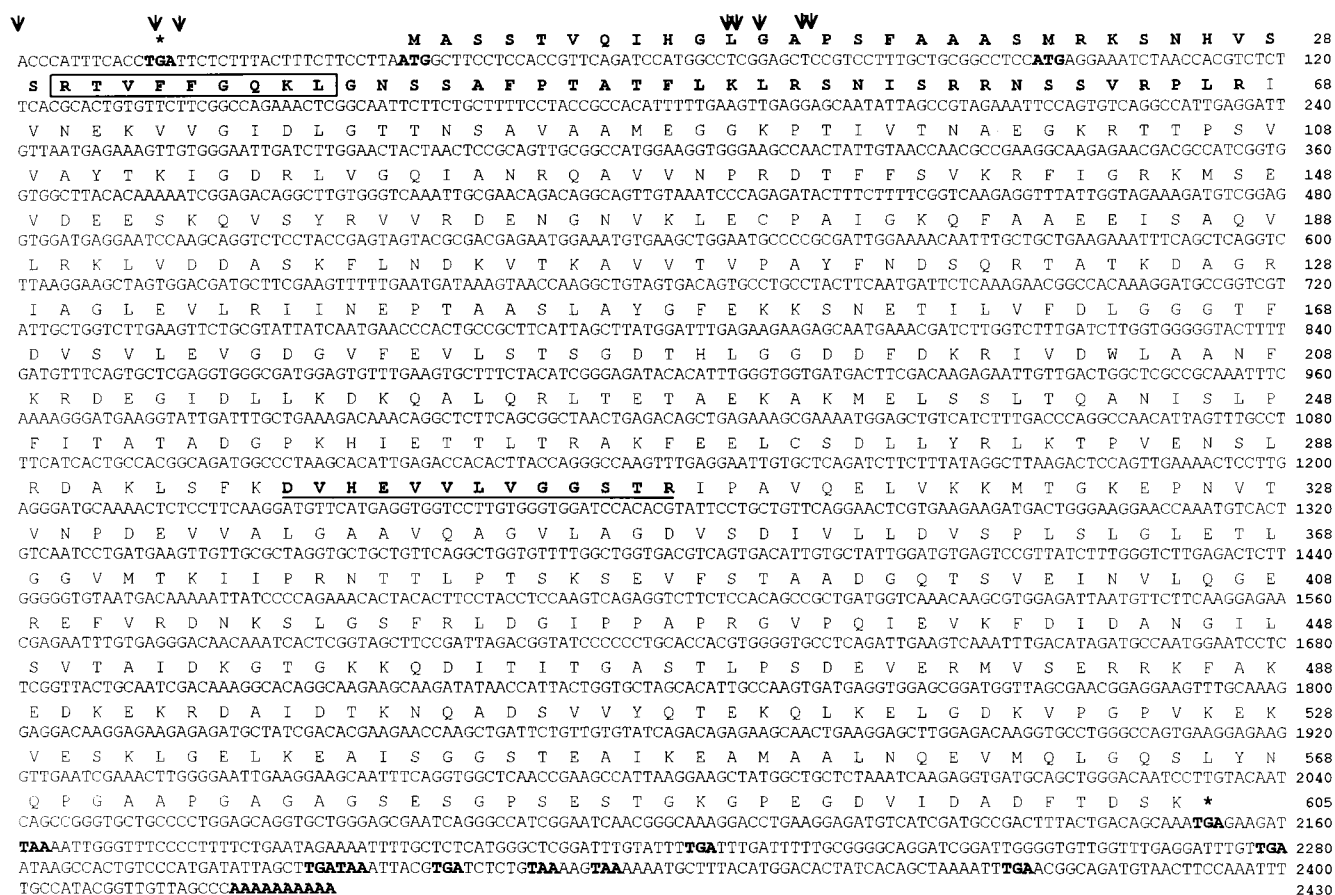 *
M A S S T V Q I H G L G A P S F A A A S M R K S N H V S 28
ACCCATTTCACCTGATTCTCTTTACTTTCTTCCTTAATGGCTTCCTCCACCGTTCAGATCCATGGCCTCGGAGCTCCGTCCTTTGCTGCGGCCTCCATGAGGAAATCTAACCACGTCTCT 120
S R T V F F G Q K L G N S S A F P T A T F L K L R S N I S R R N S S V R P L R I 68
TCACGCACTGTGTTCTTCGGCCAGAAACTCGGCAATTCTTCTGCTTTTCCTACCGCCACATTTTTGAAGTTGAGGAGCAATATTAGCCGTAGAAATTCCAGTGTCAGGCCATTGAGGATT 240
V N E K V V G I D L G T T N S A V A A M E G G K P T I V T N A E G K R T T P S V 108
GTTAATGAGAAAGTTGTGGGAATTGATCTTGGAACTACTAACTCCGCAGTTGCGGCCATGGAAGGTGGGAAGCCAACTATTGTAACCAACGCCGAAGGCAAGAGAACGACGCCATCGGTG 360
V A Y T K I G D R L V G Q I A N R Q A V V N P R D T F F S V K R F I G R K M S E 148
GTGGCTTACACAAAAATCGGAGACAGGCTTGTGGGTCAAATTGCGAACAGACAGGCAGTTGTAAATCCCAGAGATACTTTCTTTTCGGTCAAGAGGTTTATTGGTAGAAAGATGTCGGAG 480
V D E E S K Q V S Y R V V R D E N G N V K L E C P A I G K Q F A A E E I S A Q V 188
GTGGATGAGGAATCCAAGCAGGTCTCCTACCGAGTAGTACGCGACGAGAATGGAAATGTGAAGCTGGAATGCCCCGCGATTGGAAAACAATTTGCTGCTGAAGAAATTTCAGCTCAGGTC 600
L R K L V D D A S K F L N D K V T K A V V T V P A Y F N D S Q R T A T K D A G R
TTAAGGAAGCTAGTGGACGATGCTTCGAAGTTTTTGAATGATAAAGTAACCAAGGCTGTAGTGACAGTGCCTGCCTACTTCAATGATTCTCAAAGAACGGCCACAAAGGATGCCGGTCGT 720
I A G L E V L R I I N E P T A A S L A Y G F E K K S N E T I L V F D L G G G T F 168
ATTGCTGGTCTTGAAGTTCTGCGTATTATCAATGAACCCACTGCCGCTTCATTAGCTTATGGATTTGAGAAGAAGAGCAATGAAACGATCTTGGTCTTTGATCTTGGTGGGGGTACTTTT 840
D V S V L E V G D G V F E V L S T S G D T H L G G D D F D K R I V D W L A A N F 208
GATGTTTCAGTGCTCGAGGTGGGCGATGGAGTGTTTGAAGTGCTTTCTACATCGGGAGATACACATTTGGGTGGTGATGACTTCGACAAGAGAATTGTTGACTGGCTCGCCGCAAATTTC 960
K R D E G I D L L K D K Q A L Q R L T E T A E K A K M E L S S L T Q A N I S L P 248
AAAAGGGATGAAGGTATTGATTTGCTGAAAGACAAACAGGCTCTTCAGCGGCTAACTGAGACAGCTGAGAAAGCGAAAATGGAGCTGTCATCTTTGACCCAGGCCAACATTAGTTTGCCT 1080
F I T A T A D G P K H I E T T L T R A K F E E L C S D L L Y R L K T P V E N S L 288
TTCATCACTGCCACGGCAGATGGCCCTAAGCACATTGAGACCACACTTACCAGGGCCAAGTTTGAGGAATTGTGCTCAGATCTTCTTTATAGGCTTAAGACTCCAGTTGAAAACTCCTTG 1200
R D A K L S F K D V H E V V L V G G S T R I P A V Q E L V K K M T G K E P N V T 328
AGGGATGCAAAACTCTCCTTCAAGGATGTTCATGAGGTGGTCCTTGTGGGTGGATCCACACGTATTCCTGCTGTTCAGGAACTCGTGAAGAAGATGACTGGGAAGGAACCAAATGTCACT 1320
V N P D E V V A L G A A V Q A G V L A G D V S D I V L L D V S P L S L G L E T L 368
GTCAATCCTGATGAAGTTGTTGCGCTAGGTGCTGCTGTTCAGGCTGGTGTTTTGGCTGGTGACGTCAGTGACATTGTGCTATTGGATGTGAGTCCGTTATCTTTGGGTCTTGAGACTCTT 1440
G G V M T K I I P R N T T L P T S K S E V F S T A A D G Q T S V E I N V L Q G E 408
GGGGGTGTAATGACAAAAATTATCCCCAGAAACACTACACTTCCTACCTCCAAGTCAGAGGTCTTCTCCACAGCCGCTGATGGTCAAACAAGCGTGGAGATTAATGTTCTTCAAGGAGAA 1560
R E F V R D N K S L G S F R L D G I P P A P R G V P Q I E V K F D I D A N G I L 448
CGAGAATTTGTGAGGGACAACAAATCACTCGGTAGCTTCCGATTAGACGGTATCCCCCCTGCACCACGTGGGGTGCCTCAGATTGAAGTCAAATTTGACATAGATGCCAATGGAATCCTC 1680
S V T A I D K G T G K K Q D I T I T G A S T L P S D E V E R M V S E R R K F A K 488
TCGGTTACTGCAATCGACAAAGGCACAGGCAAGAAGCAAGATATAACCATTACTGGTGCTAGCACATTGCCAAGTGATGAGGTGGAGCGGATGGTTAGCGAACGGAGGAAGTTTGCAAAG 1800
E D K E K R D A I D T K N Q A D S V V Y Q T E K Q L K E L G D K V P G P V K E K 528
GAGGACAAGGAGAAGAGAGATGCTATCGACACGAAGAACCAAGCTGATTCTGTTGTGTATCAGACAGAGAAGCAACTGAAGGAGCTTGGAGACAAGGTGCCTGGGCCAGTGAAGGAGAAG 1920
V E S K L G E L K E A I S G G S T E A I K E A M A A L N Q E V M Q L G Q S L Y N 568
GTTGAATCGAAACTTGGGGAATTGAAGGAAGCAATTTCAGGTGGCTCAACCGAAGCCATTAAGGAAGCTATGGCTGCTCTAAATCAAGAGGTGATGCAGCTGGGACAATCCTTGTACAAT 2040
Q P G A A P G A G A G S E S G P S E S T G K G P E G D V I D A D F T D S K * 605
CAGCCGGGTGCTGCCCCTGGAGCAGGTGCTGGGAGCGAATCAGGGCCATCGGAATCAACGGGCAAAGGACCTGAAGGAGATGTCATCGATGCCGACTTTACTGACAGCAAATGAGAAGAT 2160
TAAAATTGGGTTTCCCCTTTTCTGAATAGAAAATTTTGCTCTCATGGGCTCGGATTTGTATTTTGATTTGATTTTTGCGGGGCAGGATCGGATTGGGTGTTGGTTTGAGGATTTGTTGA 2280
ATAAGCCACTGTCCCATGATATTAGCTTGATAAATTACGTGATCTCTGTAAAAGTAAAAAATGCTTTACATGGACACTATCACAGCTAAAATTTGAACGGCAGATGTAACTTCCAAATTT 2400
TGCCATACGGTTGTTAGCCCAAAAAAAAAA 2430